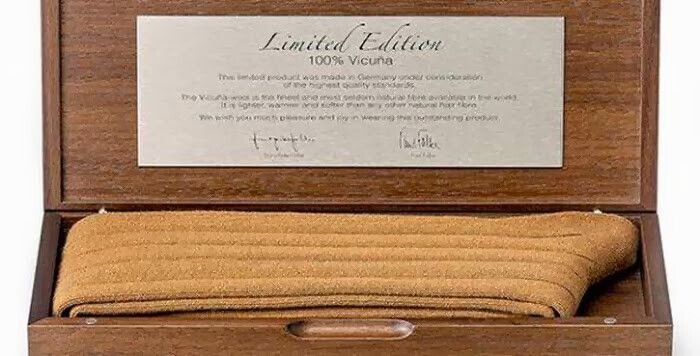 Limited Edition
100% Vicuña
This limited product was made in Germany under consideration
of the highest quality standards.
The Vicuña-wool is the finest and most seldom natural fibre available in the world.
It is lighter, warmer and softer than any other natural hair fibre.
We wish you much pleasure and joy in wearing this outstanding product.